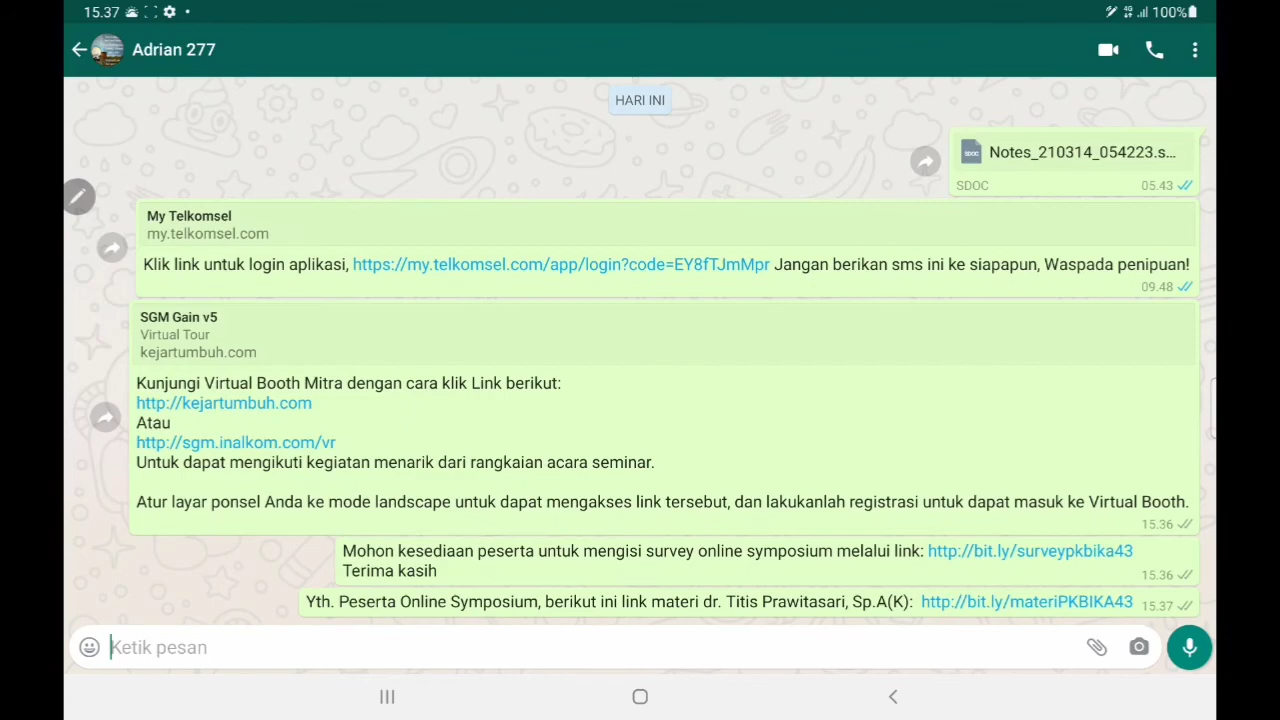 15.37
100%
Adrian 277
HARI INI
Notes_210314_054223.s...
SDOC
05.43
My Telkomsel
my.telkomsel.com
Klik link untuk login aplikasi, https://my.telkomsel.com/app/login?code=EY8fTJmMpr Jangan berikan sms ini ke siapapun, Waspada penipuan!
09.48
SGM Gain v5
Virtual Tour
kejartumbuh.com
Kunjungi Virtual Booth Mitra dengan cara klik Link berikut:
http://kejartumbuh.com
Atau
http://sgm.inalkom.com/vr
Untuk dapat mengikuti kegiatan menarik dari rangkaian acara seminar.
Atur layar ponsel Anda ke mode landscape untuk dapat mengakses link tersebut, dan lakukanlah registrasi untuk dapat masuk ke Virtual Booth.
15.36
Mohon kesediaan peserta untuk mengisi survey online symposium melalui link: http://bit.ly/surveypkbika43
Terima kasih
15.36
Yth. Peserta Online Symposium, berikut ini link materi dr. Titis Prawitasari, Sp.A(K): http://bit.ly/materiPKBIKA43
15.37
Ketik pesan